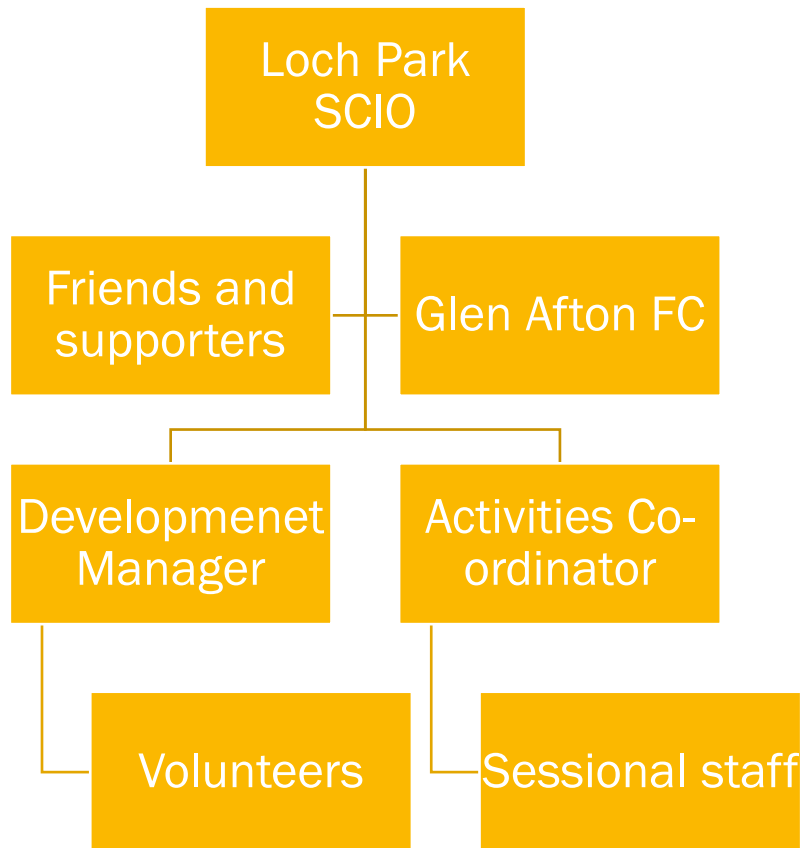 Loch Park
SCIO
Friends and
supporters
Glen Afton FC
Developmenet
Manager
Activities Co-
ordinator
Volunteers
Sessional staff